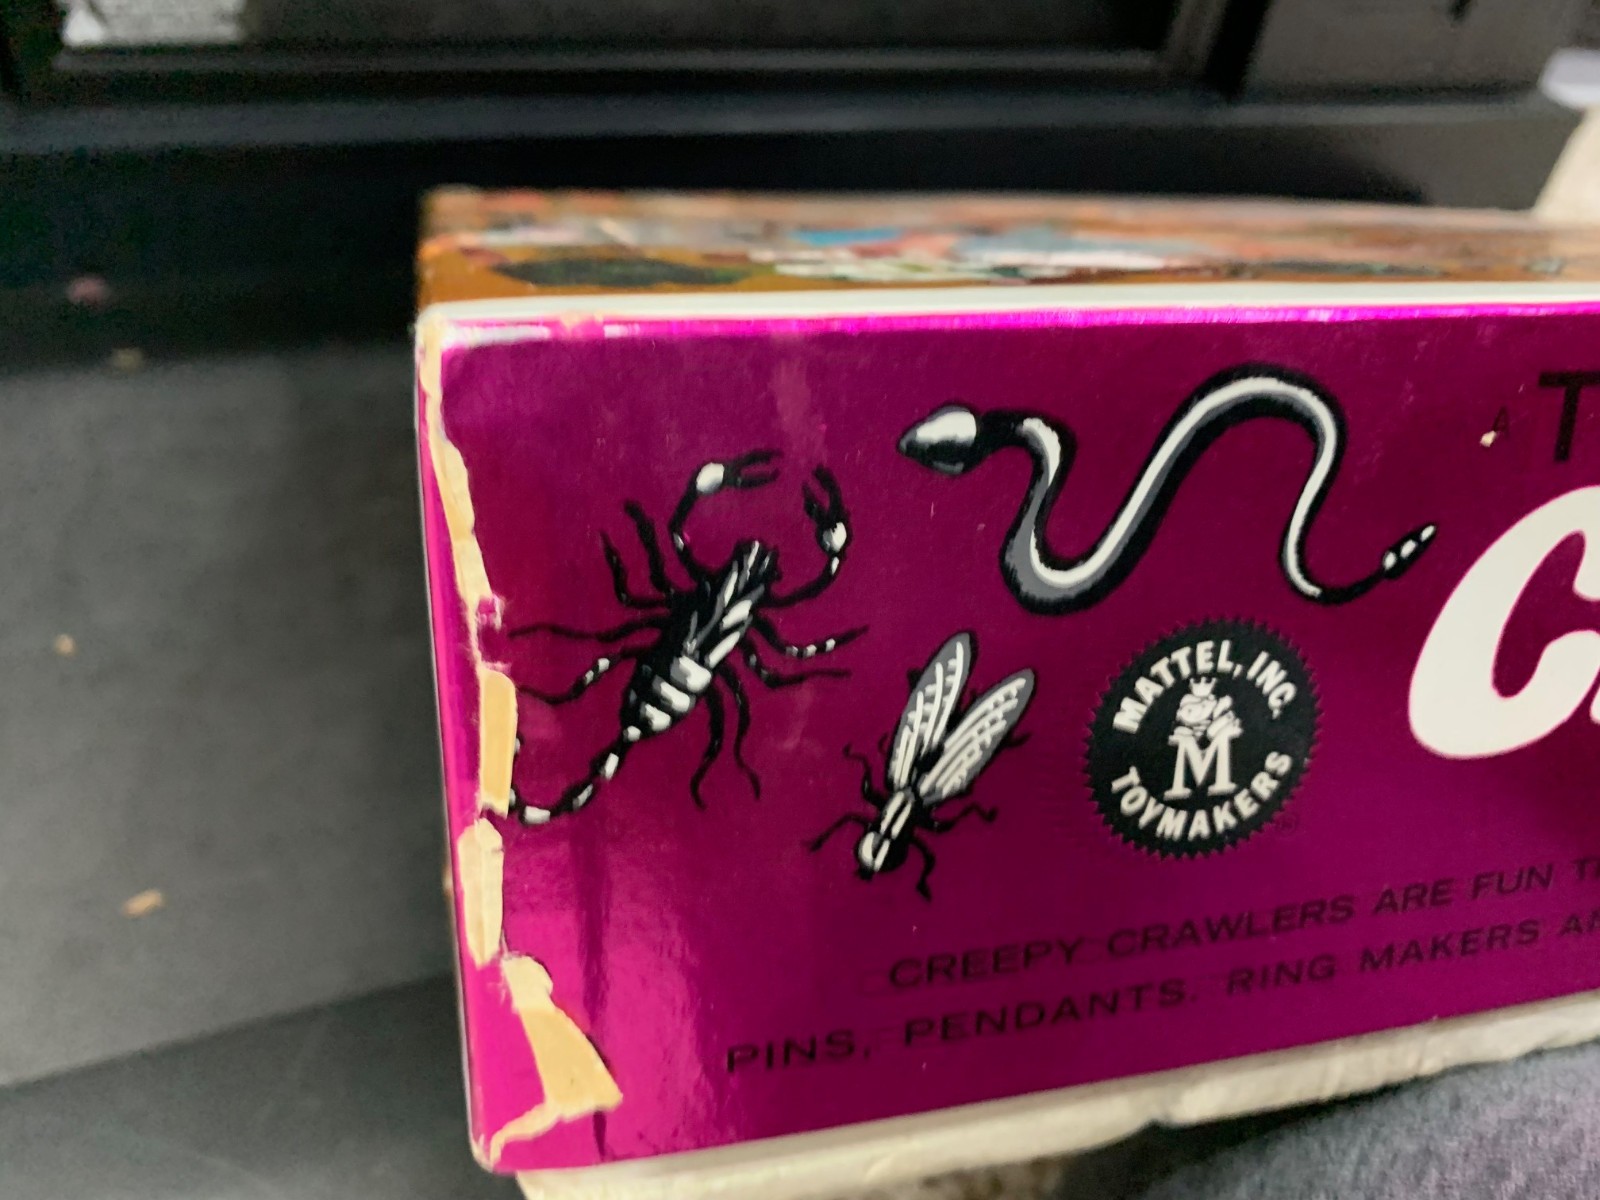 A T
C
MATTEL, INC.
M
TOYMAKERS
CREEPY CRAWLERS ARE FUN
PINS, PENDANTS, RING MAKERS